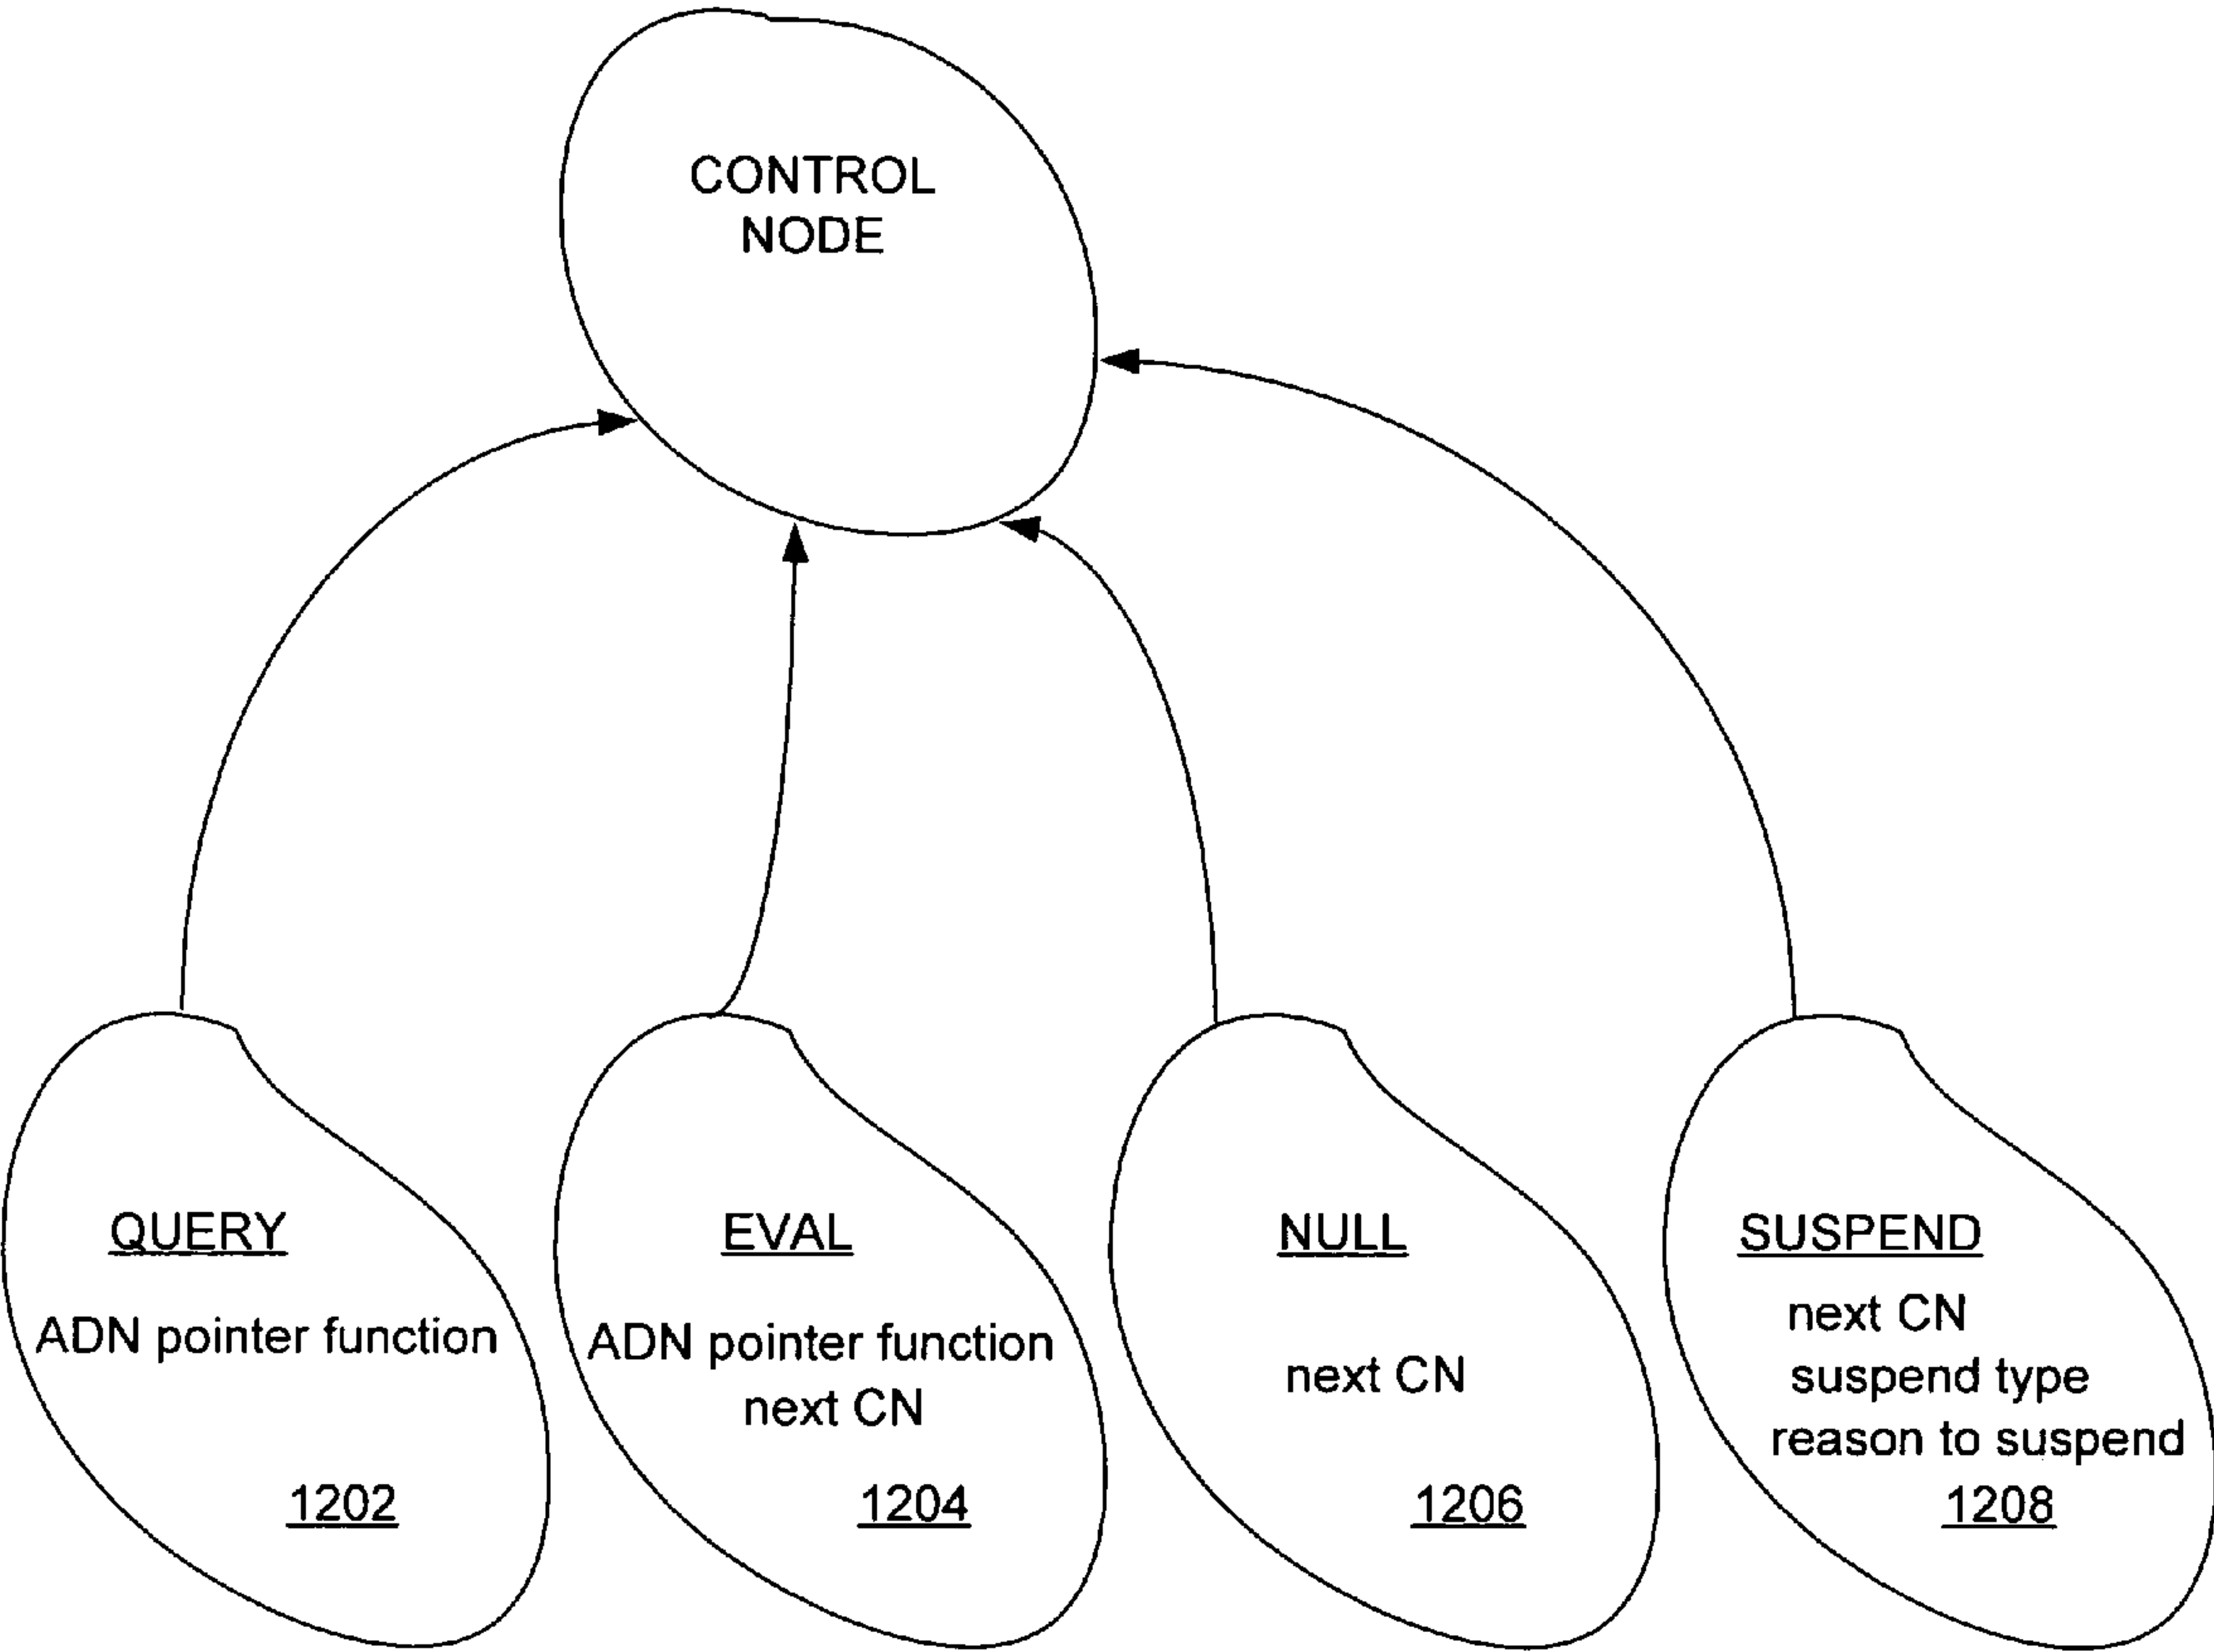 CONTROL
NODE
QUERY
ADN pointer function
1202
EVAL
ADN pointer function
next CN
1204
NULL
next CN
1206
SUSPEND
next CN
suspend type
reason to suspend
1208